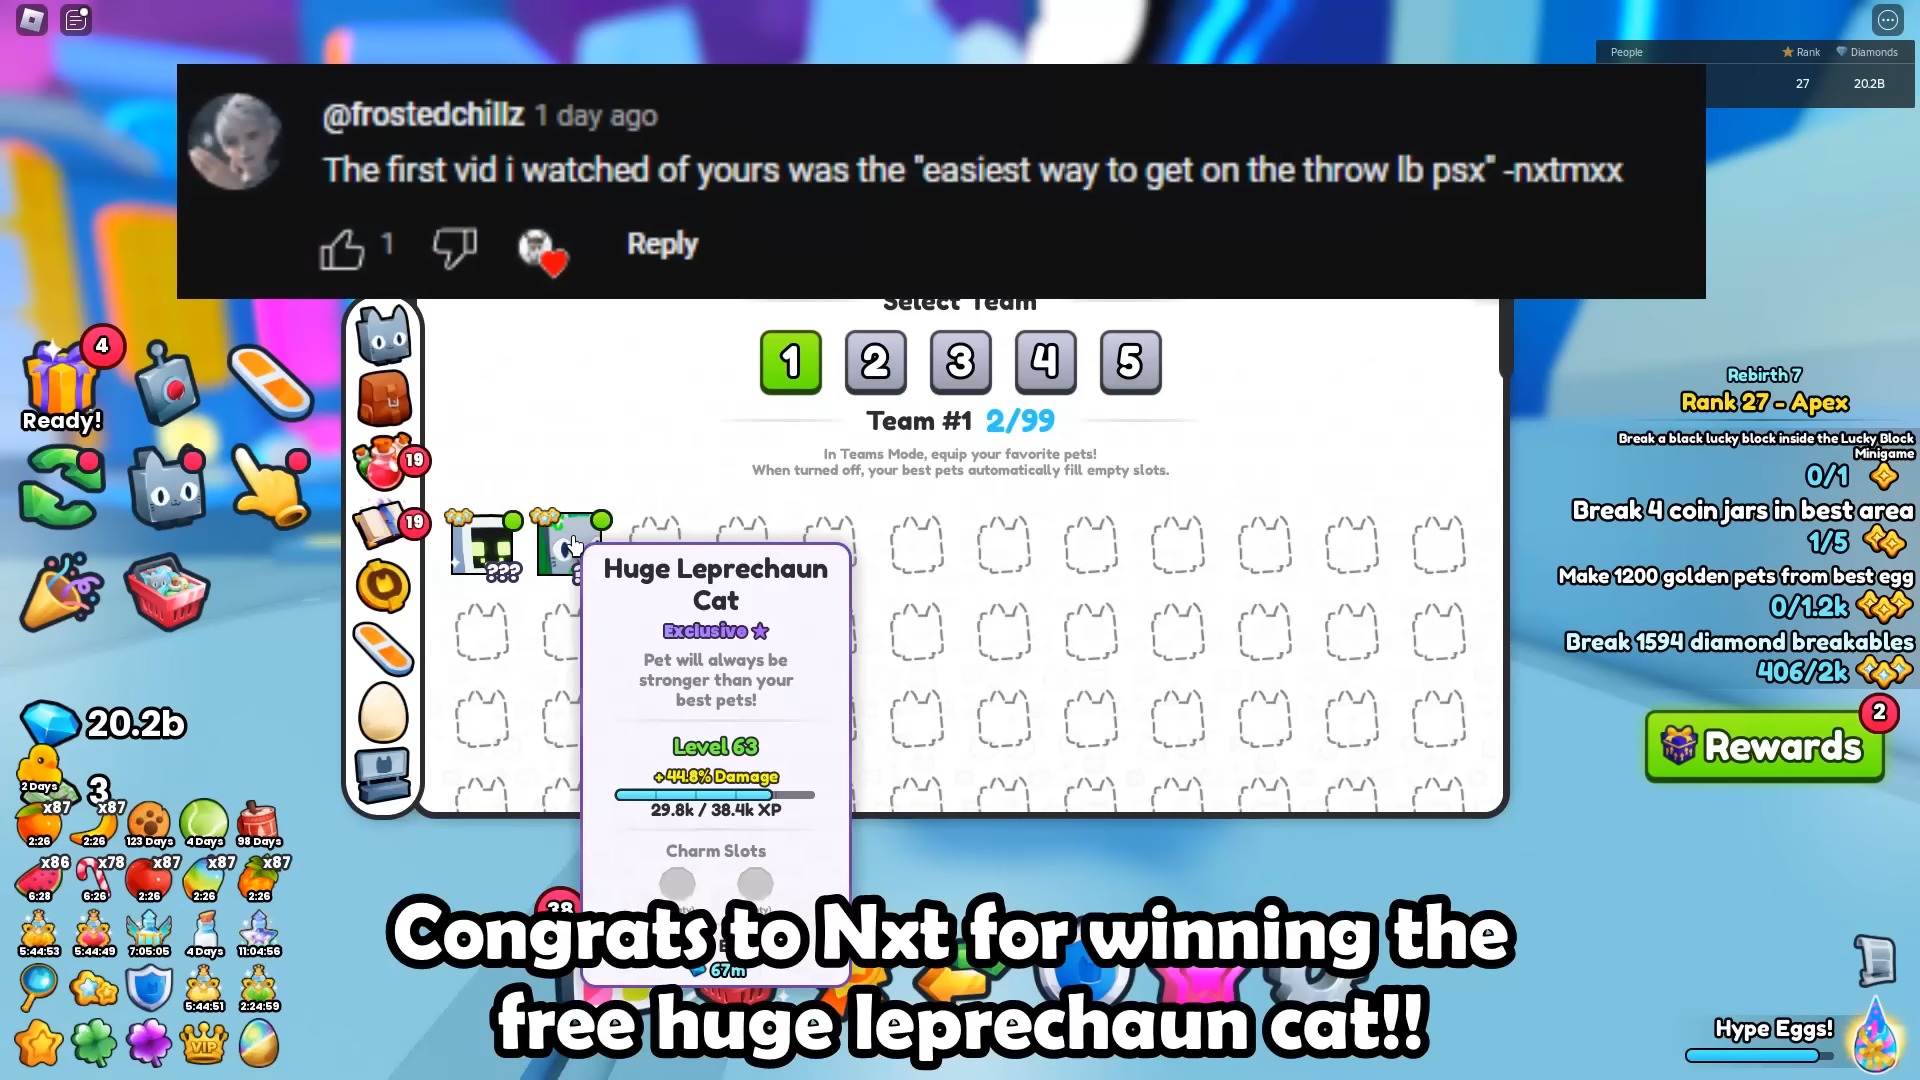 People Rank Diamonds
27 20.2B
@frostedchillz 1 day ago
The first vid i watched of yours was the "easiest way to get on the throw lb psx" -nxtmxx
1 Reply
Select Team
1 2 3 4 5
Team #1 2/99
In Teams Mode, equip your favorite pets!
When turned off, your best pets automatically fill empty slots.
4
Ready!
19
19
???
Huge Leprechaun
Cat
Exclusive
Pet will always be
stronger than your
best pets!
Level 63
+44.8% Damage
29.8k / 38.4k XP
Charm Slots
67m
38
Rebirth 7
Rank 27 - Apex
Break a black lucky block inside the Lucky Block
Minigame
0/1
Break 4 coin jars in best area
1/5
Make 1200 golden pets from best egg
0/1.2k
Break 1594 diamond breakables
406/2k
2
Rewards
20.2b
2 Days
3
x87 x87
2:26 2:26 123 Days 4 Days 98 Days
x86 x78 x87 x87 x87
6:28 6:26 2:26 2:26 2:26
5:44:53 5:44:49 7:05:05 4 Days 11:04:56
5:44:51 2:24:59
VIP
Congrats to Nxt for winning the
free huge leprechaun cat!!
Hype Eggs!
1